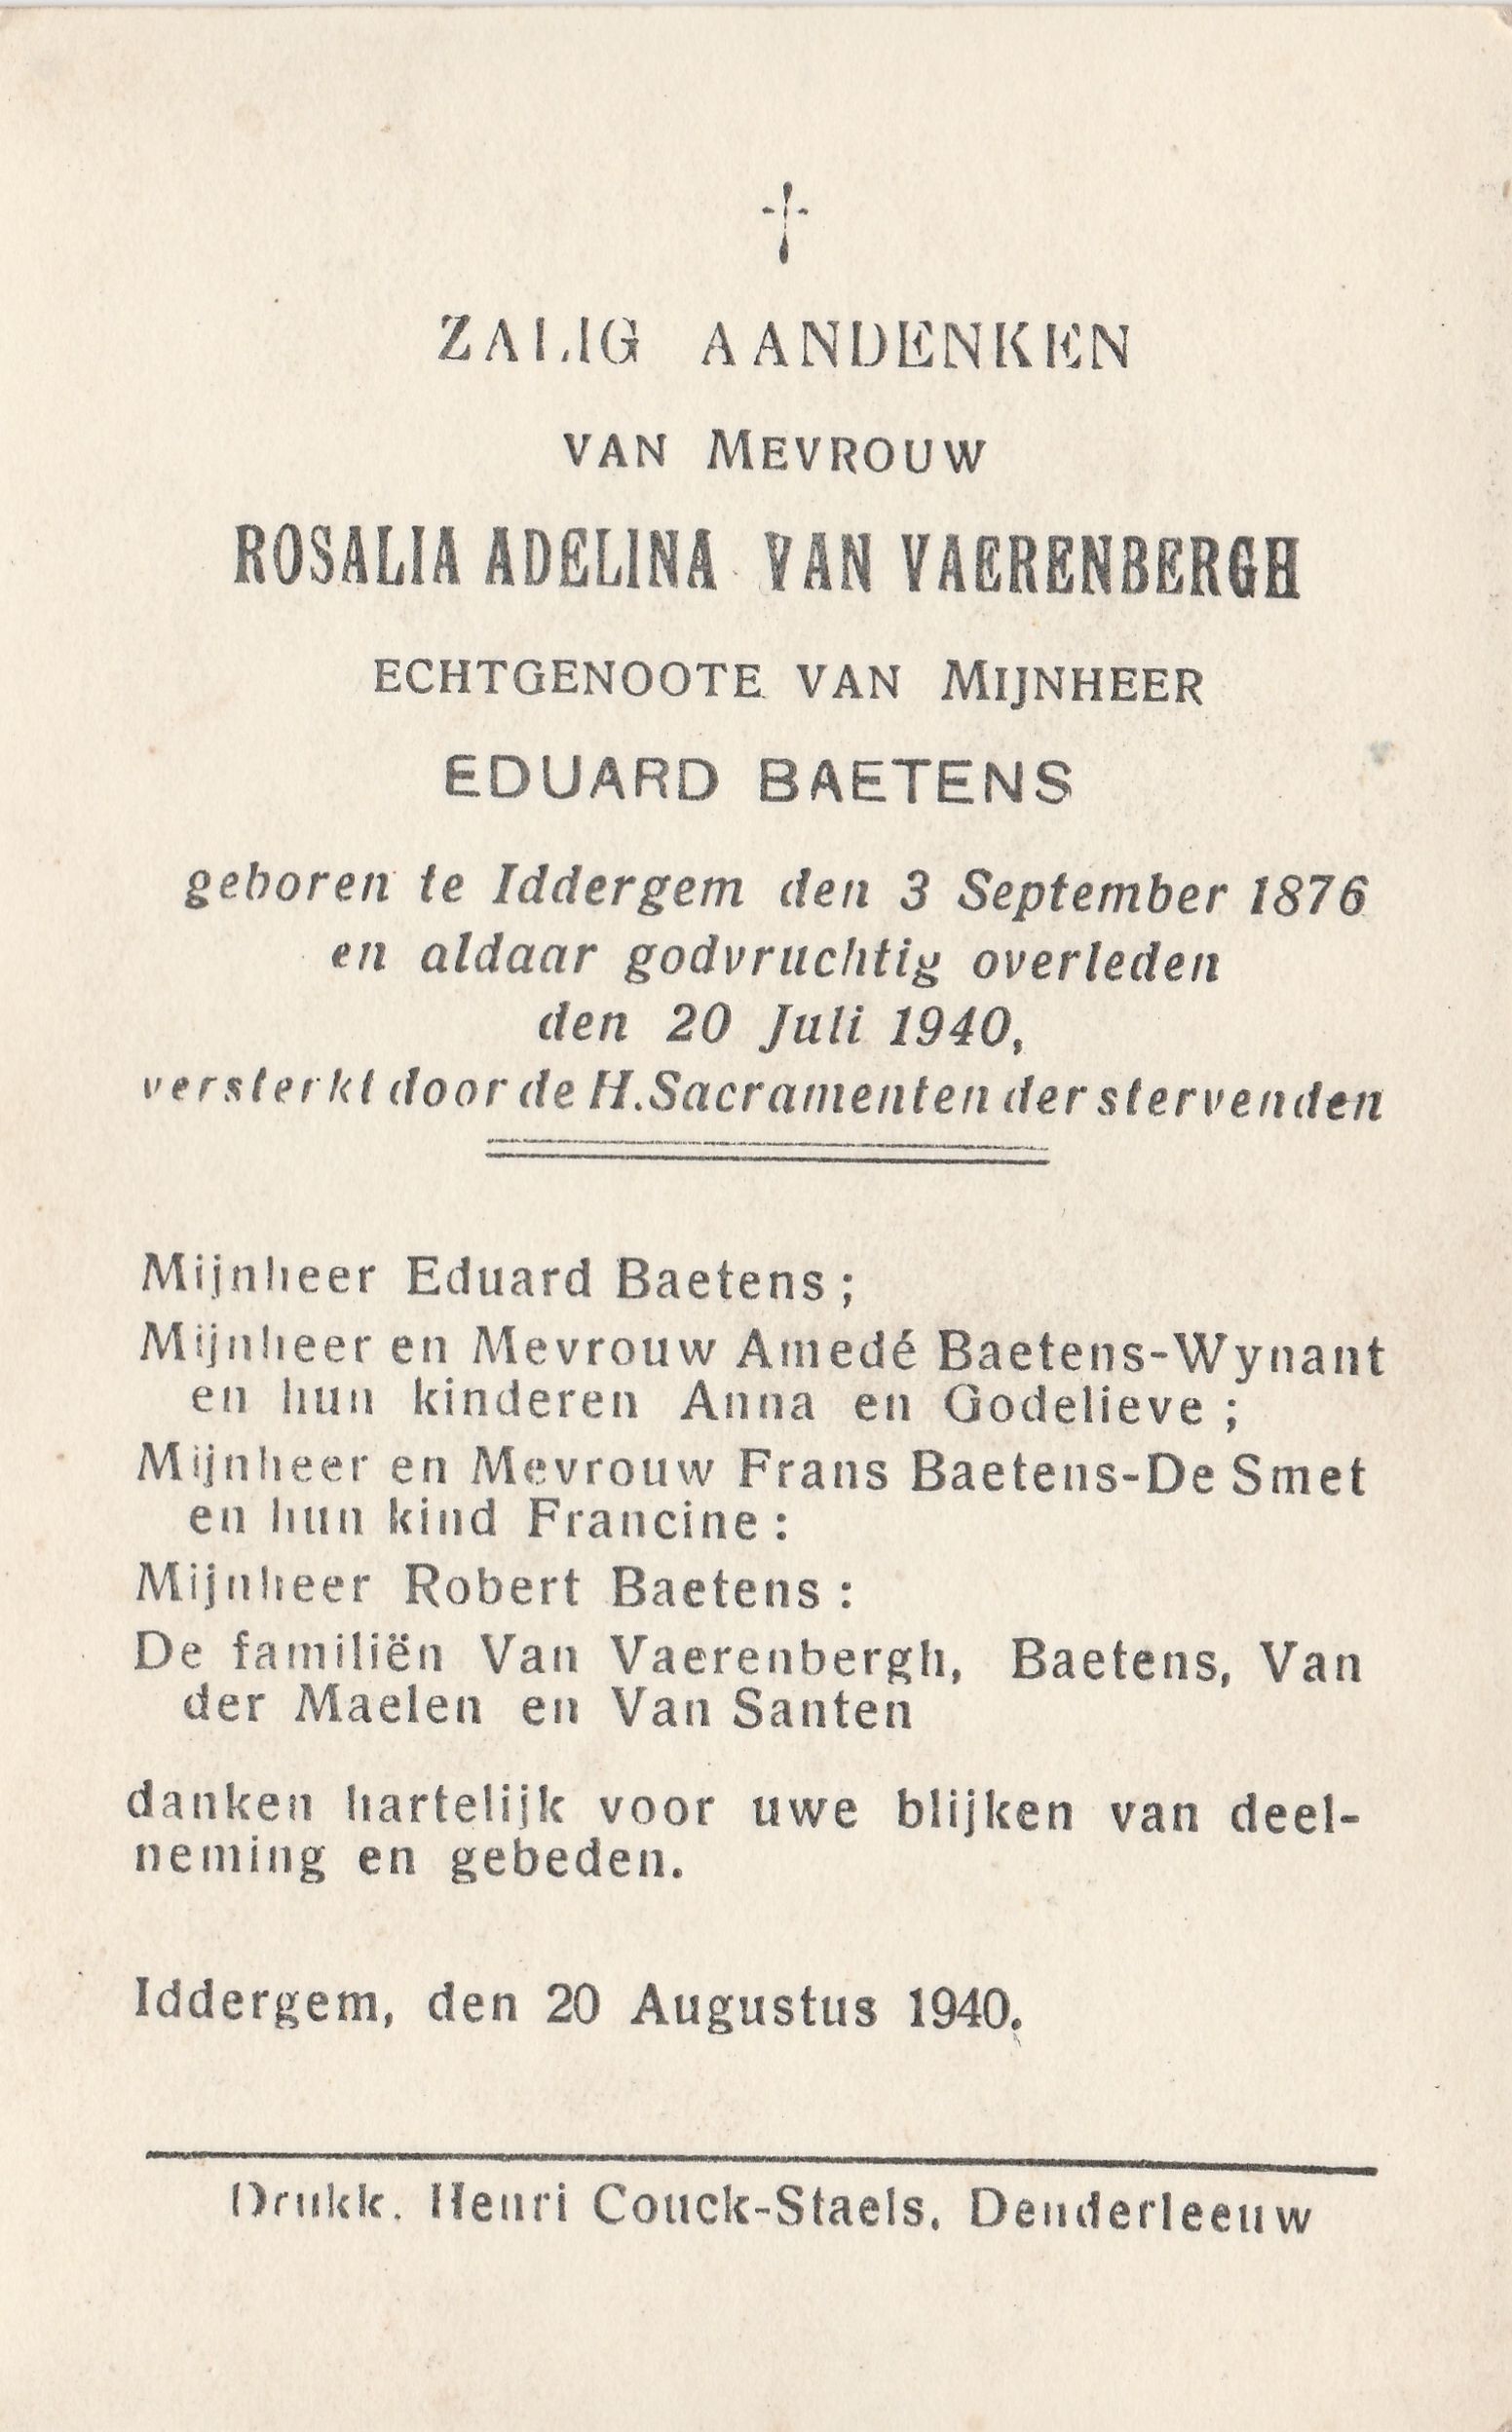 ZALIG AANDENKEN
VAN MEVROUW
ROSALIA ADELINA VAN VAERENBERGH
ECHTGENOOTE VAN MIJNHEER
EDUARD BAETENS
geboren te Iddergem den 3 September 1876
en aldaar godvruchtig overleden
den 20 Juli 1940,
versterkt door de H. Sacramenten der stervenden
Mijnheer Eduard Baetens ;
Mijnheer en Mevrouw Amedé Baetens-Wynant
en hun kinderen Anna en Godelieve ;
Mijnheer en Mevrouw Frans Baetens-De Smet
en hun kind Francine :
Mijnheer Robert Baetens :
De familiën Van Vaerenbergh, Baetens, Van
der Maelen en Van Santen
danken hartelijk voor uwe blijken van deel-
neming en gebeden.
Iddergem, den 20 Augustus 1940.
Drukk. Henri Couck-Staels, Denderleeuw